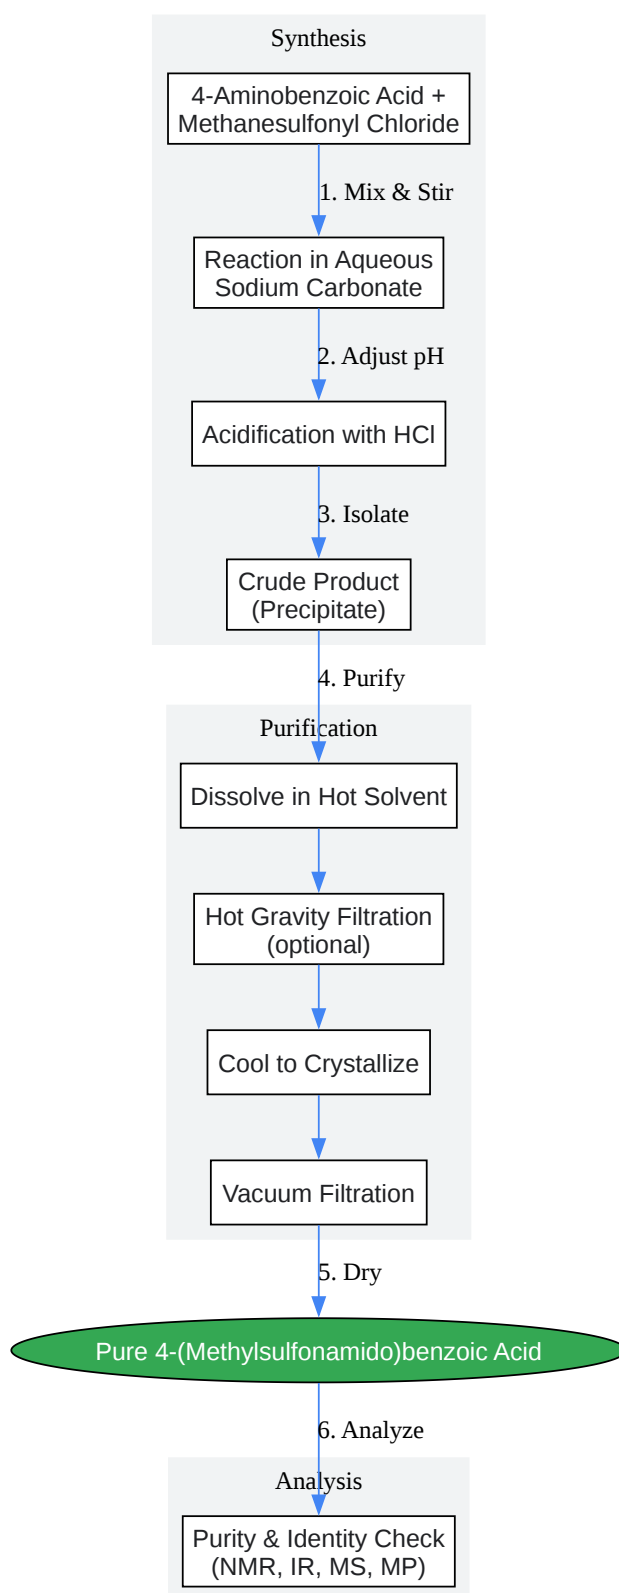 Synthesis
4-Aminobenzoic Acid +
Methanesulfonyl Chloride
1. Mix & Stir
Reaction in Aqueous
Sodium Carbonate
2. Adjust pH
Acidification with HCl
3. Isolate
Crude Product
(Precipitate)
4. Purify
Purification
Dissolve in Hot Solvent
Hot Gravity Filtration
(optional)
Cool to Crystallize
Vacuum Filtration
5. Dry
Pure 4-(Methylsulfonamido)benzoic Acid
6. Analyze
Analysis
Purity & Identity Check
(NMR, IR, MS, MP)